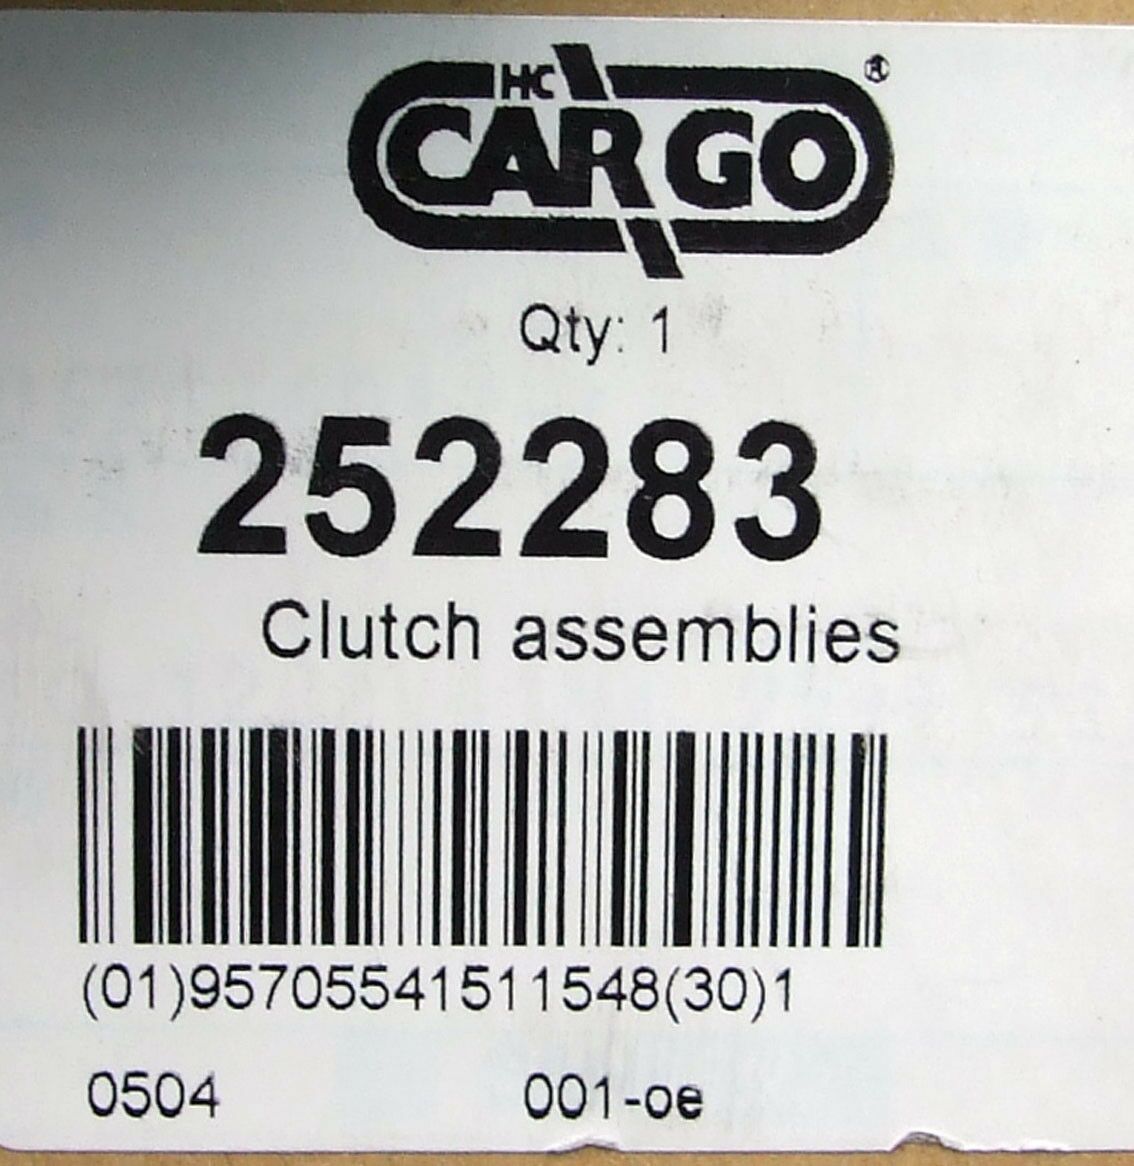 HC
CARGO®
Qty: 1
252283
Clutch assemblies
(01)95705541511548(30)1
0504 001-oe